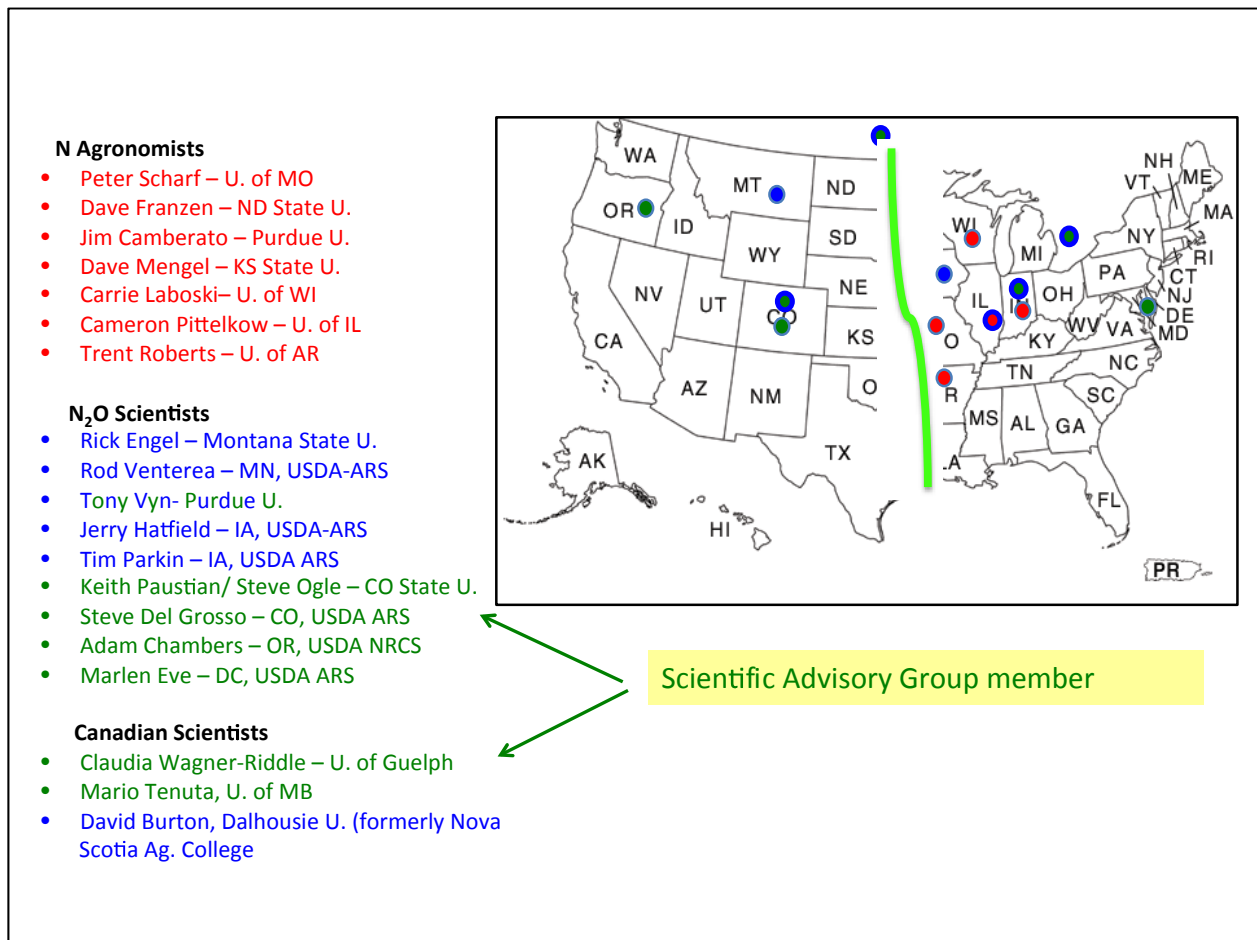 N Agronomists
• Peter Scharf – U. of MO
• Dave Franzen – ND State U.
• Jim Camberato – Purdue U.
• Dave Mengel – KS State U.
• Carrie Laboski– U. of WI
• Cameron Pittelkow – U. of IL
• Trent Roberts – U. of AR
N₂O Scientists
• Rick Engel – Montana State U.
• Rod Venterea – MN, USDA-ARS
• Tony Vyn- Purdue U.
• Jerry Hatfield – IA, USDA-ARS
• Tim Parkin – IA, USDA ARS
• Keith Paustian/ Steve Ogle – CO State U.
• Steve Del Grosso – CO, USDA ARS
• Adam Chambers – OR, USDA NRCS
• Marlen Eve – DC, USDA ARS
Canadian Scientists
• Claudia Wagner-Riddle – U. of Guelph
• Mario Tenuta, U. of MB
• David Burton, Dalhousie U. (formerly Nova
Scotia Ag. College
WA
OR
ID
MT
ND
SD
WY
NE
NV
UT
CO
KS
CA
AZ
NM
O
TX
AK
HI
WI
MI
IL
IN
OH
O
KY
WV
VA
TN
NC
R
SC
MS
AL
GA
LA
FL
PA
NY
VT
NH
ME
MA
RI
CT
NJ
DE
MD
PR
Scientific Advisory Group member